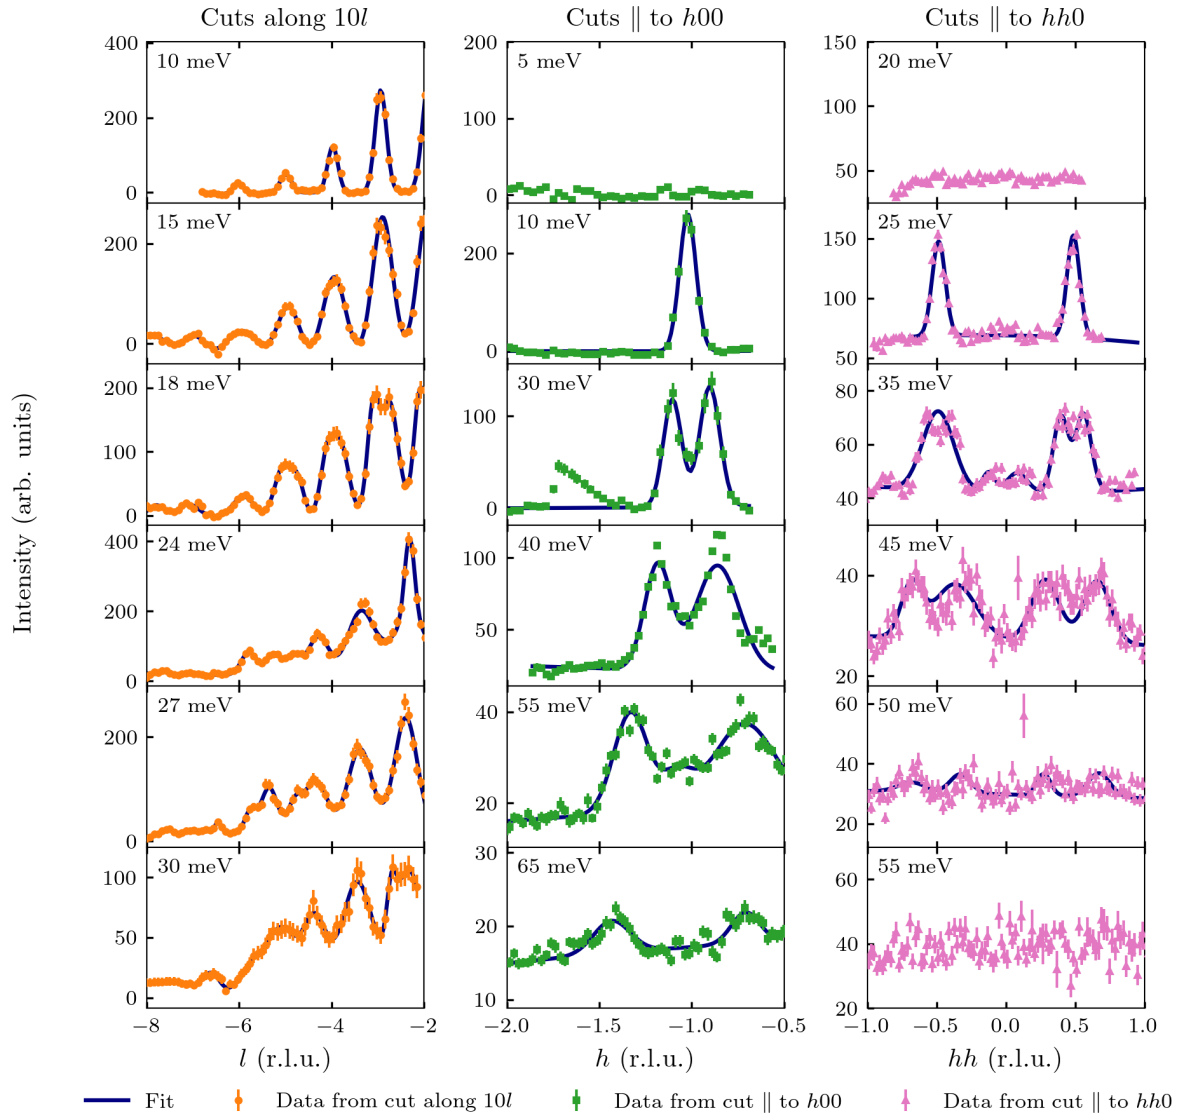 Cuts along 10l
Cuts ∥ to h00
Cuts ∥ to hh0
Intensity (arb. units)
10 meV
400
200
0
5 meV
200
100
0
20 meV
150
100
50
15 meV
200
0
10 meV
200
0
25 meV
150
100
50
18 meV
200
100
0
30 meV
100
0
35 meV
80
60
40
24 meV
400
200
0
40 meV
100
50
45 meV
40
20
27 meV
200
0
55 meV
40
20
50 meV
60
40
20
30 meV
100
50
0
65 meV
30
20
10
55 meV
60
40
20
−8 −6 −4 −2
−2.0 −1.5 −1.0 −0.5
−1.0 −0.5 0.0 0.5 1.0
l (r.l.u.)
h (r.l.u.)
hh (r.l.u.)
Fit
Data from cut along 10l
Data from cut ∥ to h00
Data from cut ∥ to hh0